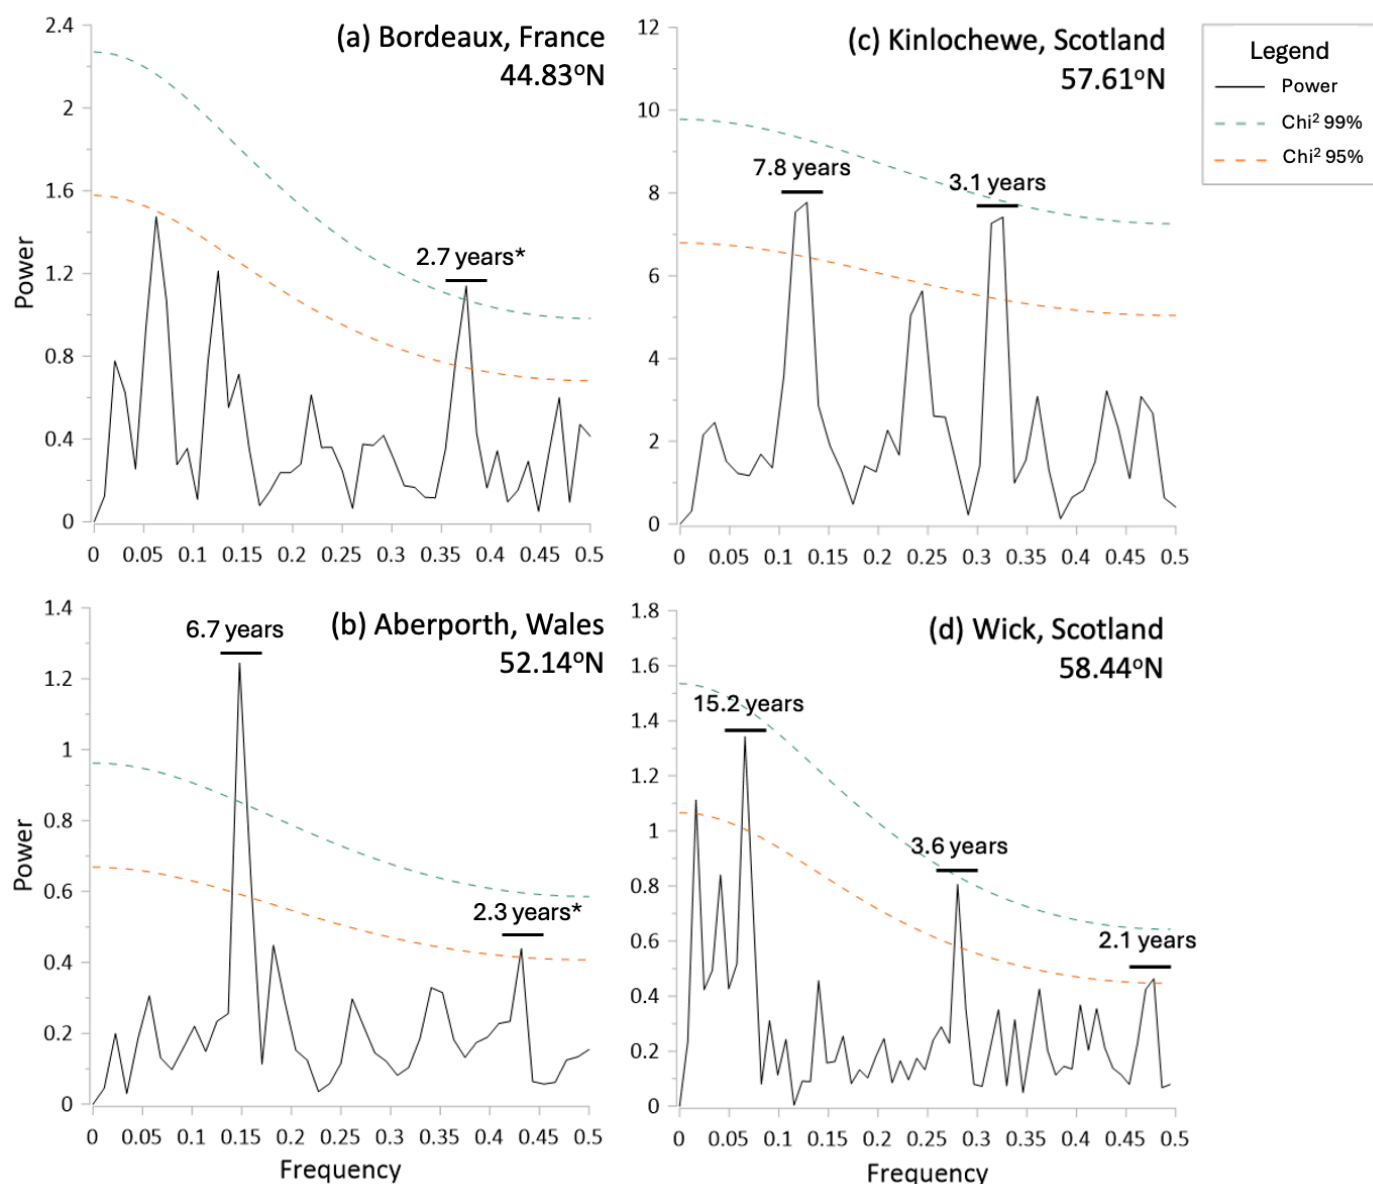 (a) Bordeaux, France
44.83°N
2.4
2
1.6
1.2
0.8
0.4
0
Power
2.7 years*
0 0.05 0.1 0.15 0.2 0.25 0.3 0.35 0.4 0.45 0.5
(c) Kinlochewe, Scotland
57.61°N
12
10
8
6
4
2
0
7.8 years
3.1 years
0 0.05 0.1 0.15 0.2 0.25 0.3 0.35 0.4 0.45 0.5
Legend
Power
Chi² 99%
Chi² 95%
(b) Aberporth, Wales
52.14°N
1.4
1.2
1
0.8
0.6
0.4
0.2
0
Power
6.7 years
2.3 years*
0 0.05 0.1 0.15 0.2 0.25 0.3 0.35 0.4 0.45 0.5
Frequency
(d) Wick, Scotland
58.44°N
1.8
1.6
1.4
1.2
1
0.8
0.6
0.4
0.2
0
15.2 years
3.6 years
2.1 years
0 0.05 0.1 0.15 0.2 0.25 0.3 0.35 0.4 0.45 0.5
Frequency